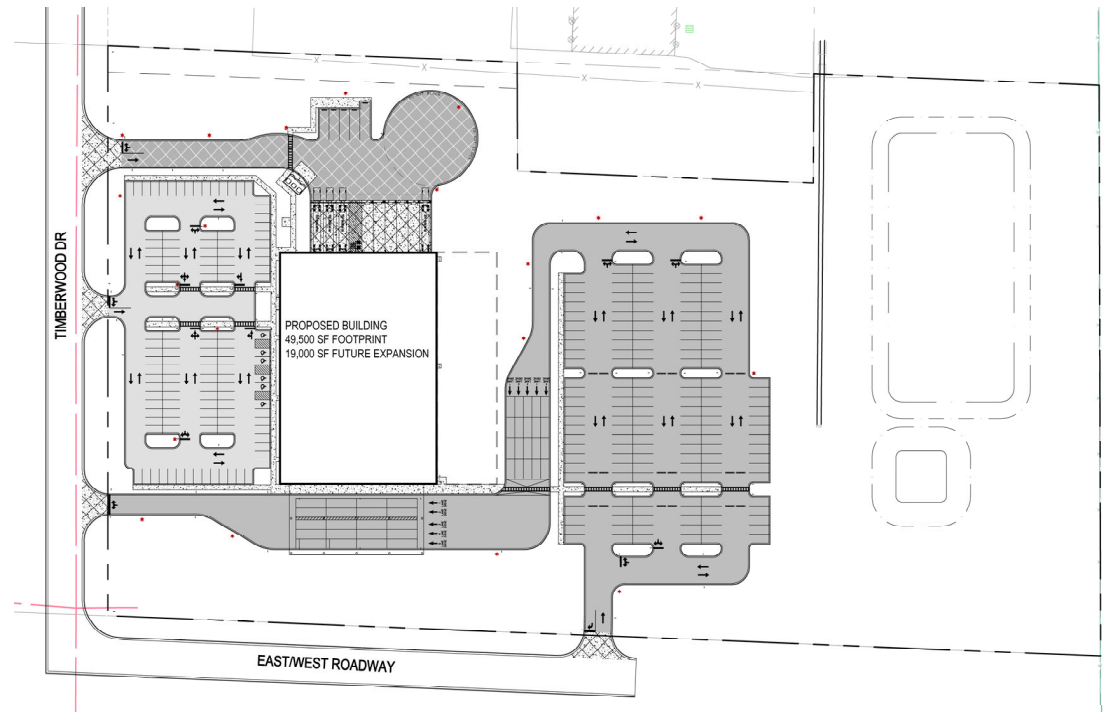 TIMBERWOOD DR
PROPOSED BUILDING
49,500 SF FOOTPRINT
19,000 SF FUTURE EXPANSION
EAST/WEST ROADWAY